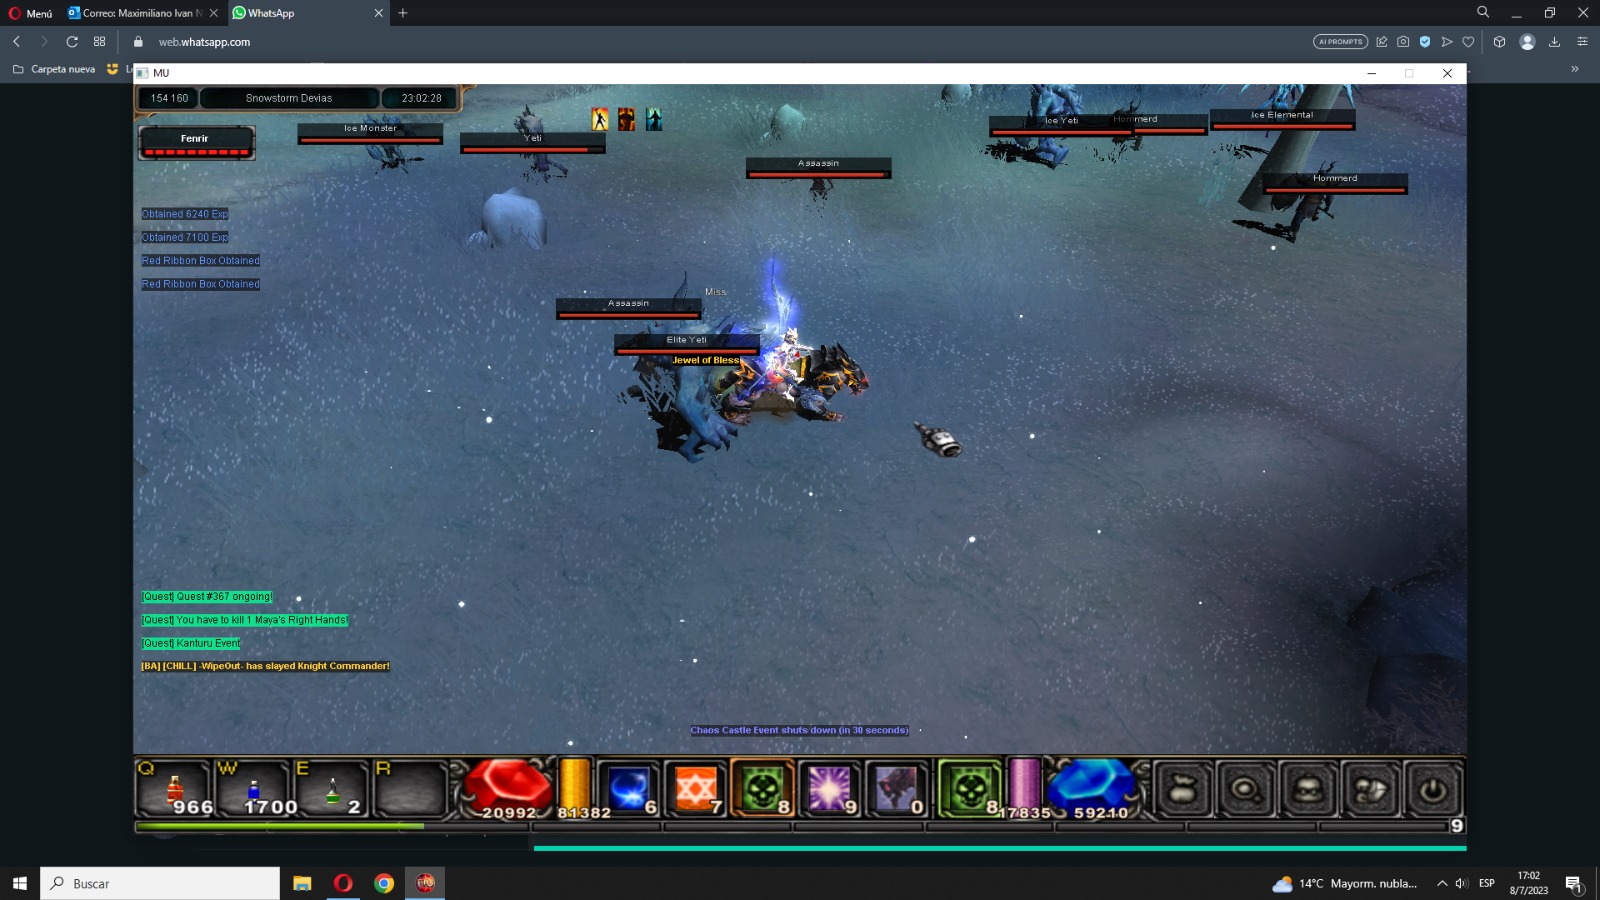 Menú
Correo: Maximiliano Ivan N
WhatsApp
web.whatsapp.com
AI PROMPTS
Carpeta nueva
MU
154 160
Snowstorm Devias
23:02:28
Fenrir
Ice Monster
Yeti
Assassin
Ice Yeti
Hommerd
Ice Elemental
Hommerd
Obtained 6240 Exp
Obtained 7100 Exp
Red Ribbon Box Obtained
Red Ribbon Box Obtained
Miss
Assassin
Elite Yeti
Jewel of Bless
[Quest] Quest #367 ongoing!
[Quest] You have to kill 1 Maya's Right Hands!
[Quest] Kanturu Event
[BA] [CHILL] -WipeOut- has slayed Knight Commander!
Chaos Castle Event shuts down (in 30 seconds)
Q 966
W 1700
E 2
R
20992
81382
6
7
8
9
0
8
17835
59210
9
Buscar
14°C Mayorm. nubla...
ESP
17:02
8/7/2023
1